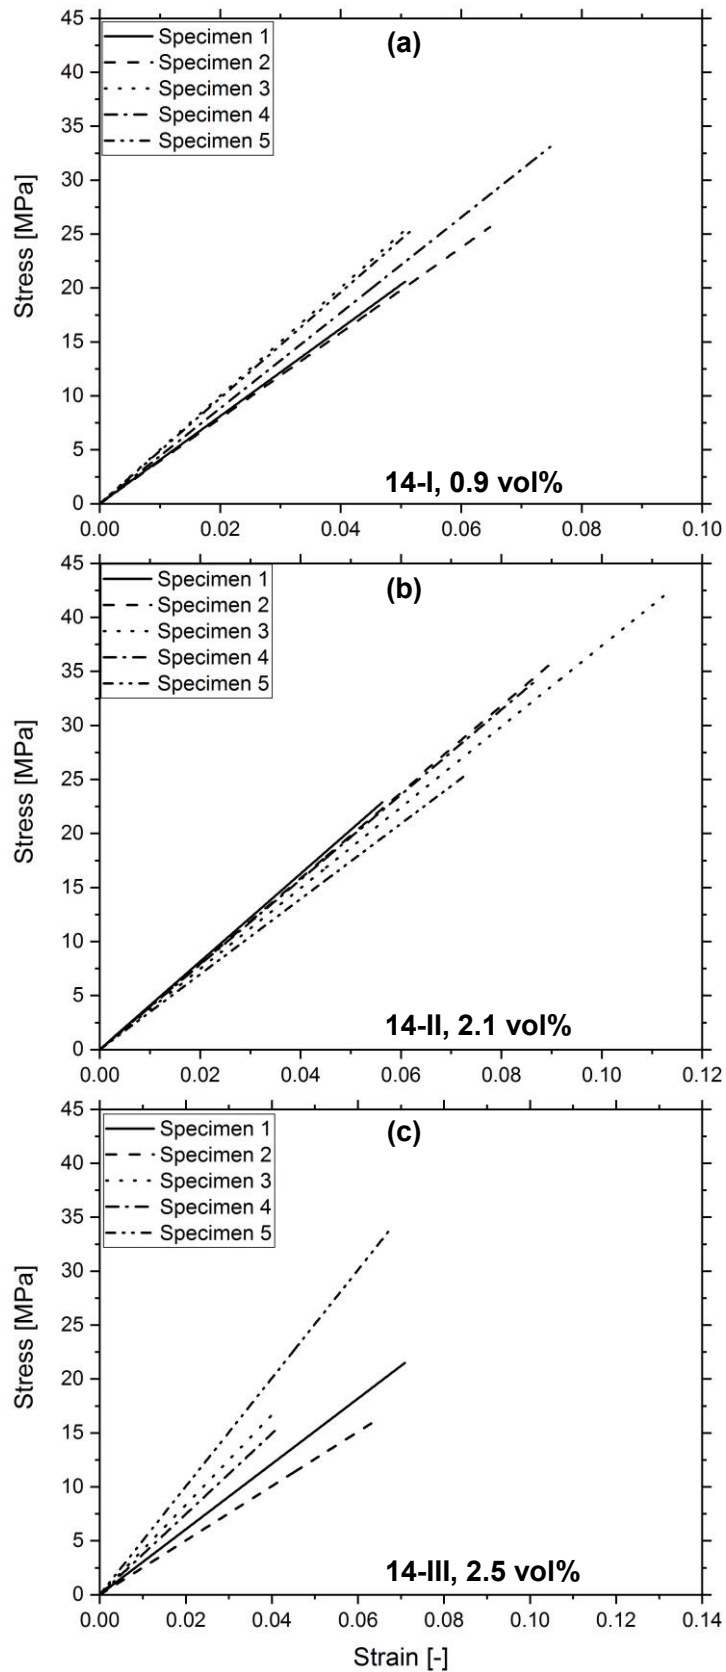 (a)
Specimen 1
Specimen 2
Specimen 3
Specimen 4
Specimen 5
45
40
35
30
25
20
15
10
5
0
Stress [MPa]
14-I, 0.9 vol%
0.00 0.02 0.04 0.06 0.08 0.10
(b)
Specimen 1
Specimen 2
Specimen 3
Specimen 4
Specimen 5
45
40
35
30
25
20
15
10
5
0
Stress [MPa]
14-II, 2.1 vol%
0.00 0.02 0.04 0.06 0.08 0.10 0.12
(c)
Specimen 1
Specimen 2
Specimen 3
Specimen 4
Specimen 5
45
40
35
30
25
20
15
10
5
0
Stress [MPa]
14-III, 2.5 vol%
0.00 0.02 0.04 0.06 0.08 0.10 0.12 0.14
Strain [-]